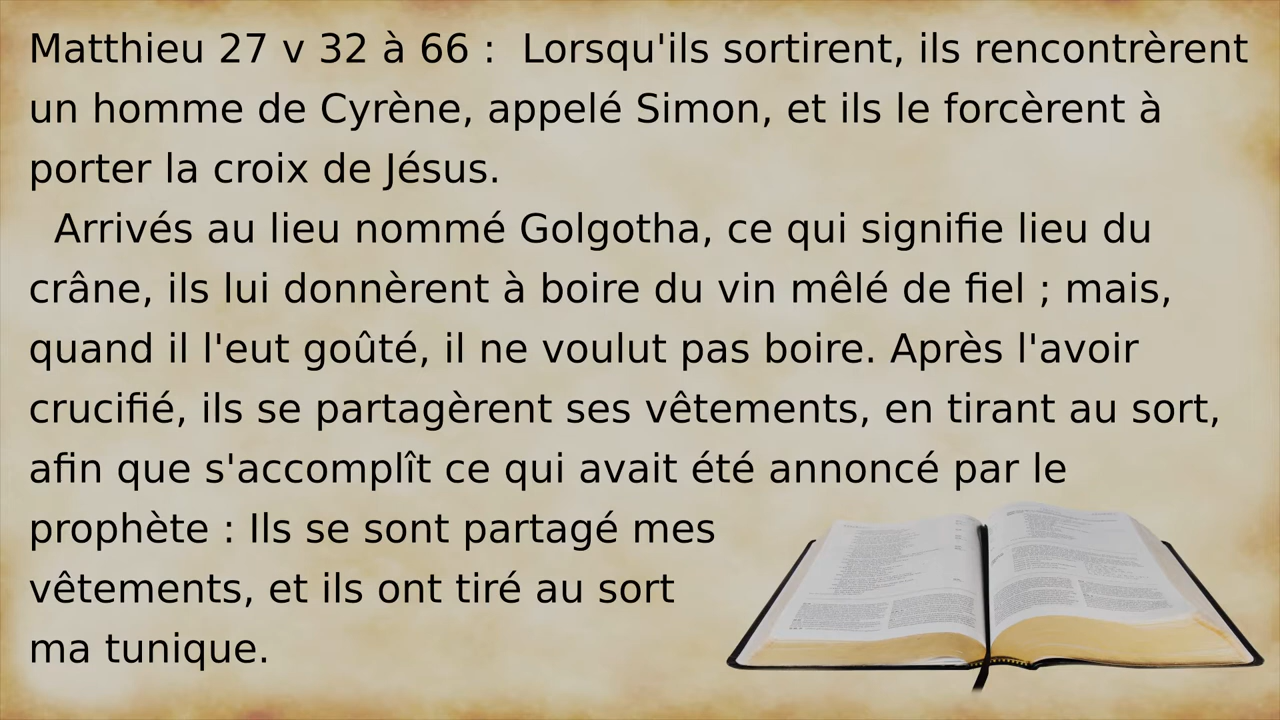 Matthieu 27 v 32 à 66 :  Lorsqu'ils sortirent, ils rencontrèrent
un homme de Cyrène, appelé Simon, et ils le forcèrent à
porter la croix de Jésus.
Arrivés au lieu nommé Golgotha, ce qui signifie lieu du
crâne, ils lui donnèrent à boire du vin mêlé de fiel ; mais,
quand il l'eut goûté, il ne voulut pas boire. Après l'avoir
crucifié, ils se partagèrent ses vêtements, en tirant au sort,
afin que s'accomplît ce qui avait été annoncé par le
prophète : Ils se sont partagé mes
vêtements, et ils ont tiré au sort
ma tunique.